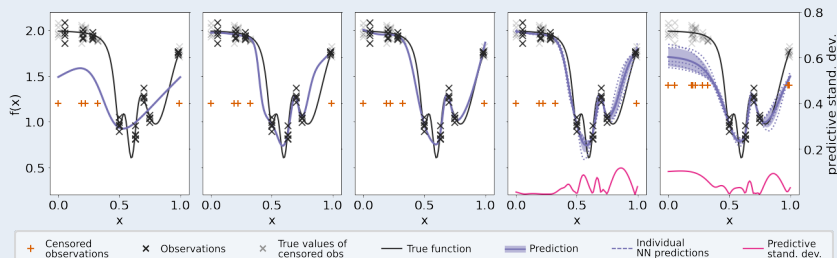 2.0
1.5
1.0
0.5
f(x)
0.8
0.6
0.4
0.2
predictive stand. dev.
0.0 0.5 1.0
x
0.0 0.5 1.0
x
0.0 0.5 1.0
x
0.0 0.5 1.0
x
0.0 0.5 1.0
x
Censored
observations
Observations
True values of
censored obs
True function
Prediction
Individual
NN predictions
Predictive
stand. dev.